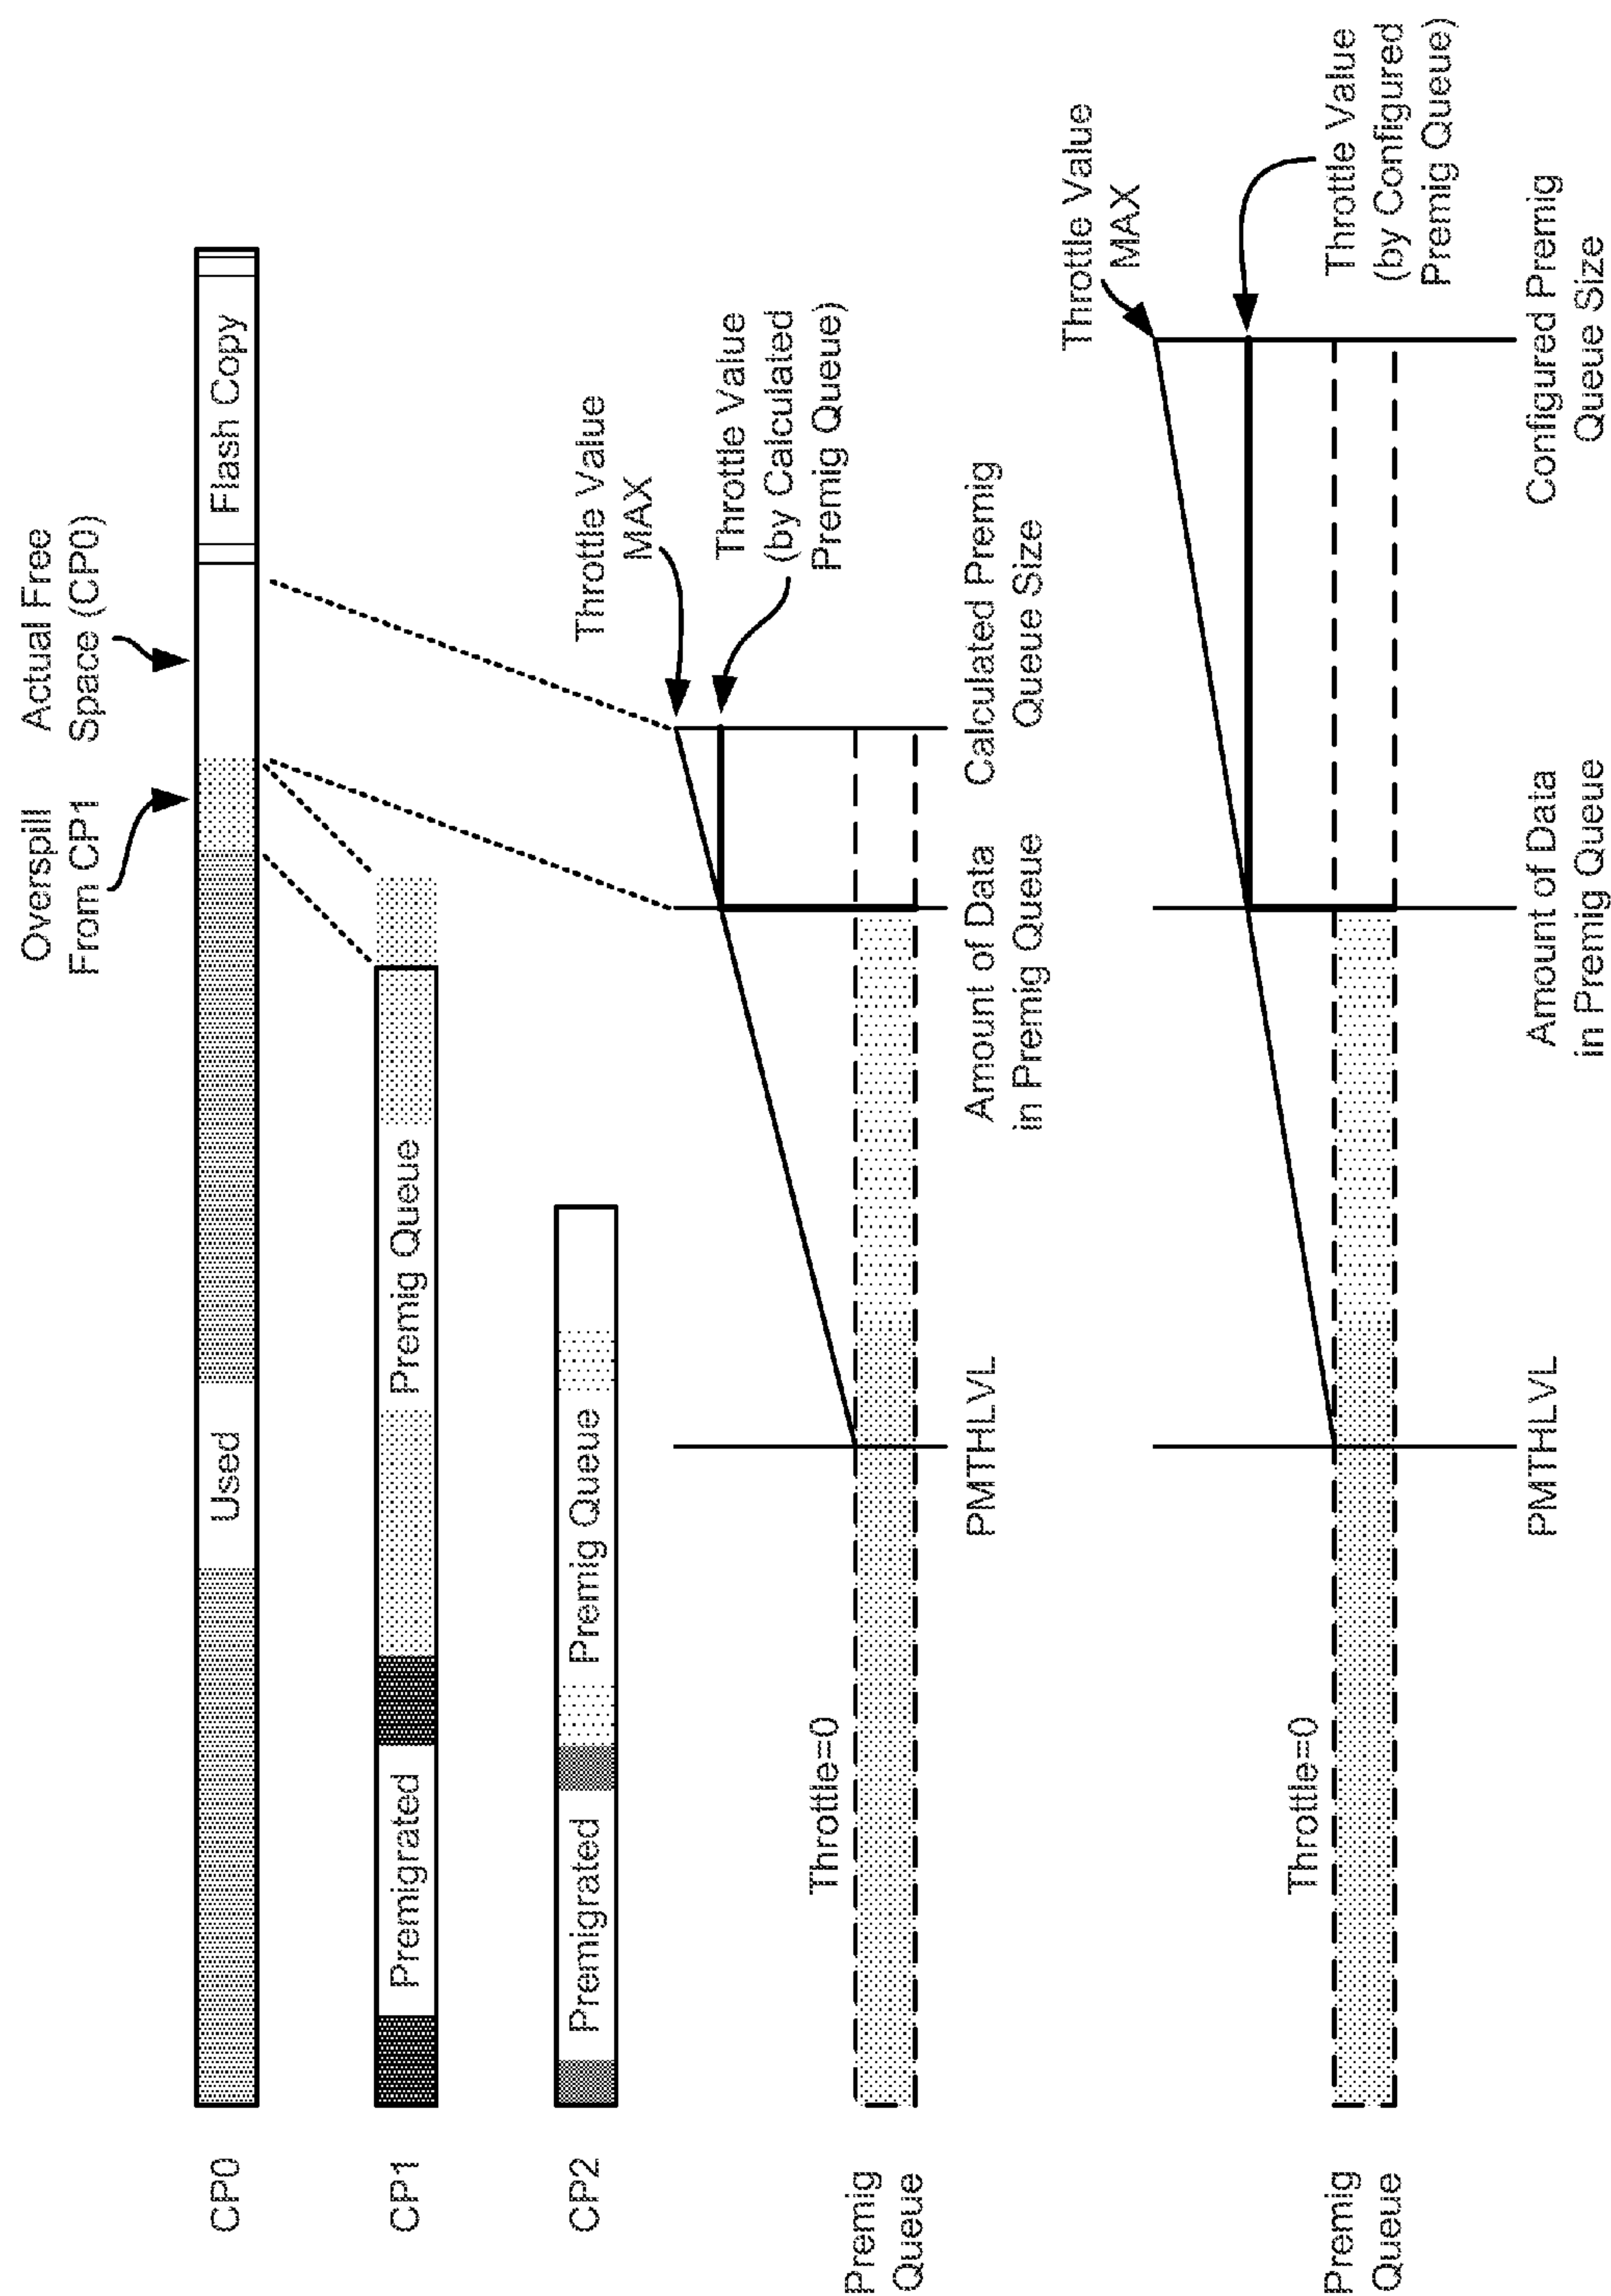 Overspill
From CP1
Actual Free
Space (CP0)
CP0
Used
Flash Copy
CP1
Premigrated
Premig Queue
CP2
Premigrated
Premig Queue
Throttle Value
MAX
Throttle Value
(by Calculated
Premig Queue)
Throttle=0
Premig
Queue
PMTHLVL
Amount of Data
in Premig Queue
Calculated Premig
Queue Size
Throttle Value
MAX
Throttle Value
(by Configured
Premig Queue)
Throttle=0
Premig
Queue
PMTHLVL
Amount of Data
in Premig Queue
Configured Premig
Queue Size